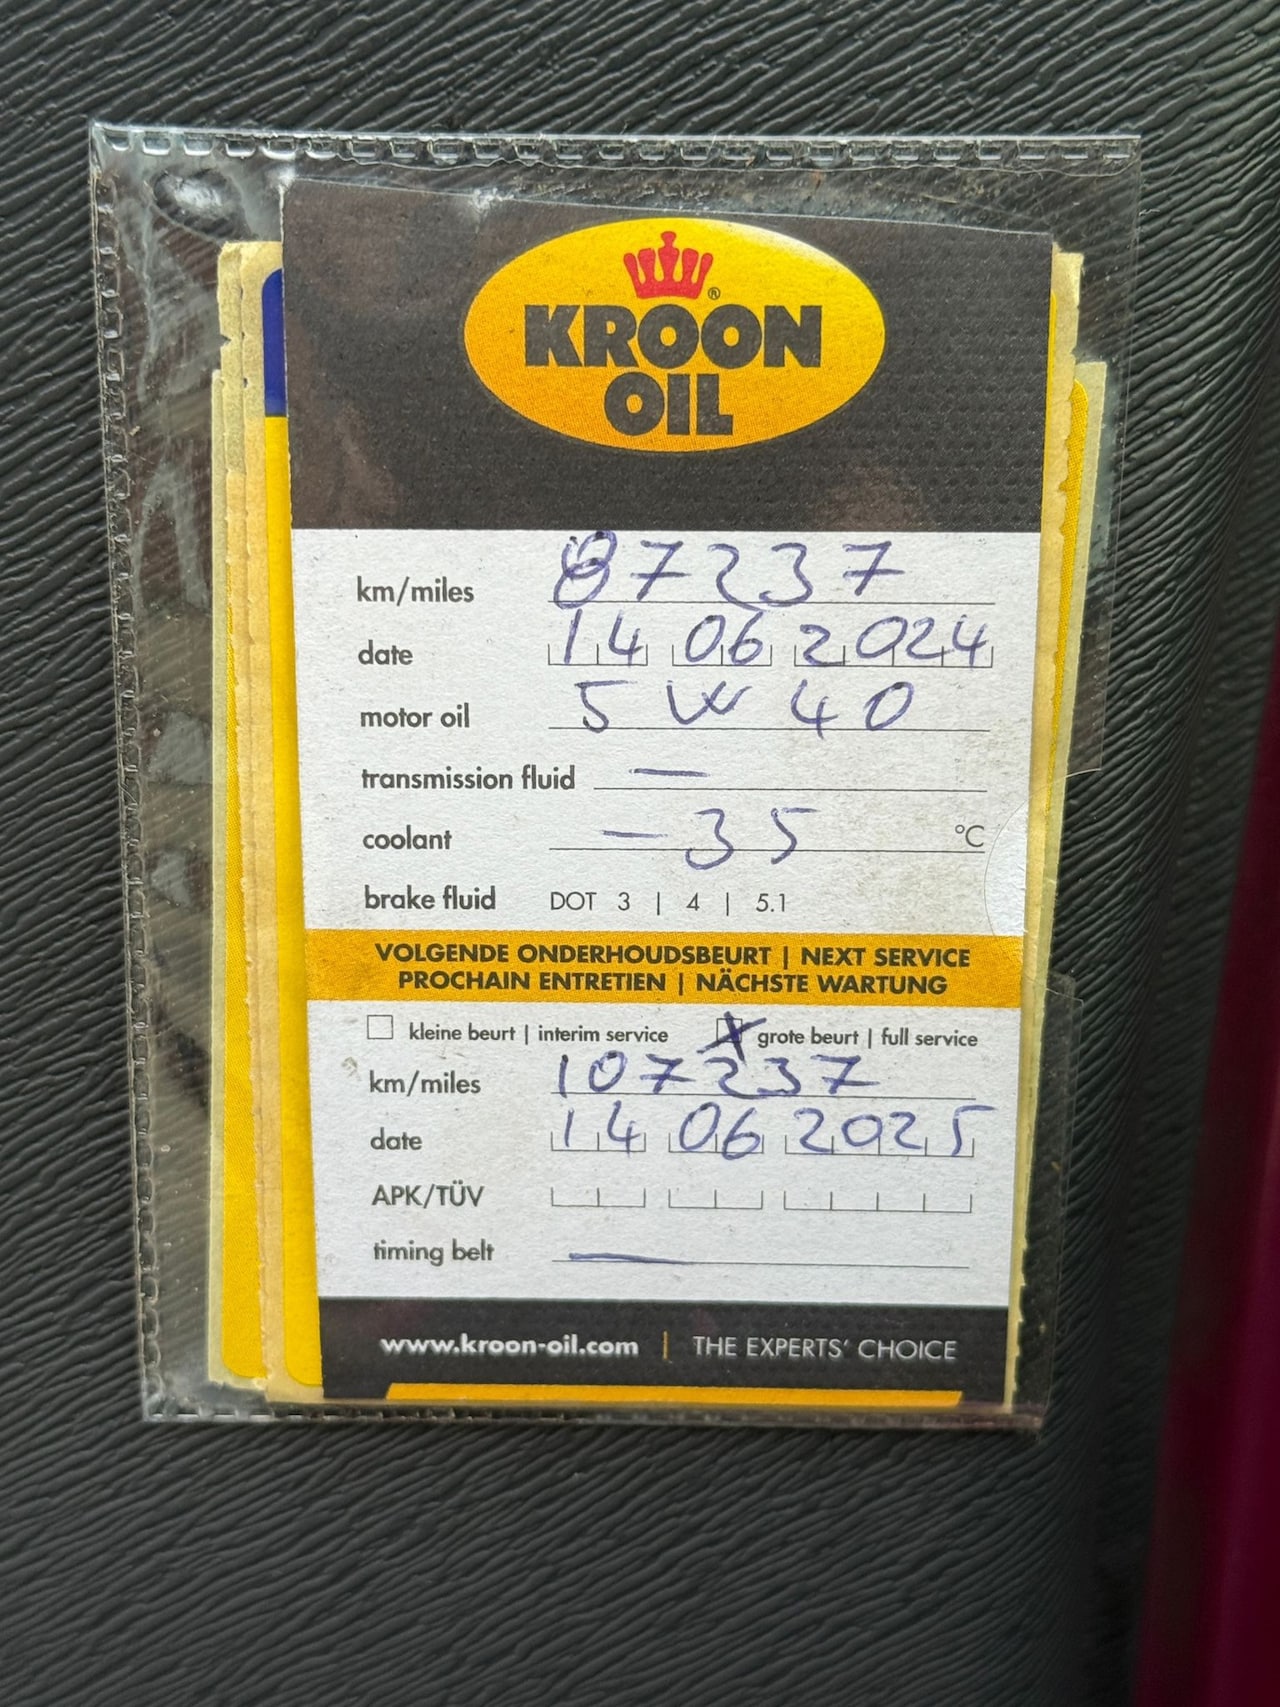 KROON
OIL
®
km/miles 87237
date 14 06 2024
motor oil 5 W 40
transmission fluid —
coolant — 35 °C
brake fluid DOT 3 | 4 | 5.1
VOLGENDE ONDERHOUDSBEURT | NEXT SERVICE
PROCHAIN ENTRETIEN | NÄCHSTE WARTUNG
kleine beurt | interim service X grote beurt | full service
km/miles 107237
date 14 06 2025
APK/TÜV
timing belt —
www.kroon-oil.com | THE EXPERTS' CHOICE